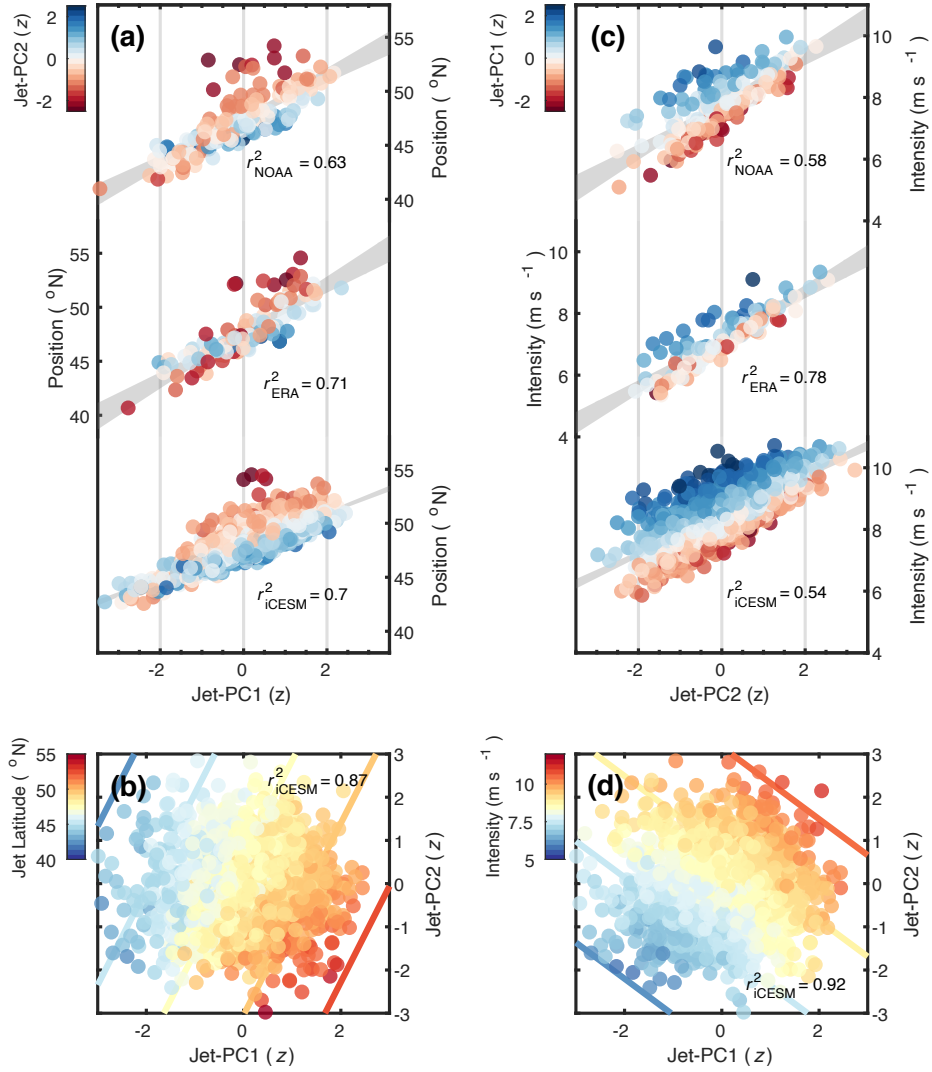 (a)
Jet-PC2 (z)
2
0
-2
55
50
45
40
Position ( °N)
r²NOAA = 0.63
55
50
45
40
Position ( °N)
r²ERA = 0.71
55
50
45
40
Position ( °N)
r²iCESM = 0.7
-2
0
2
Jet-PC1 (z)
(c)
Jet-PC1 (z)
2
0
-2
10
8
6
4
Intensity (m s ⁻¹)
r²NOAA = 0.58
10
8
6
4
Intensity (m s ⁻¹)
r²ERA = 0.78
10
8
6
4
Intensity (m s ⁻¹)
r²iCESM = 0.54
-2
0
2
Jet-PC2 (z)
(b)
Jet Latitude ( °N)
55
50
45
40
r²iCESM = 0.87
3
2
1
0
-1
-2
-3
Jet-PC2 (z)
-2
0
2
Jet-PC1 (z)
(d)
Intensity (m s ⁻¹)
10
7.5
5
r²iCESM = 0.92
3
2
1
0
-1
-2
-3
Jet-PC2 (z)
-2
0
2
Jet-PC1 (z)